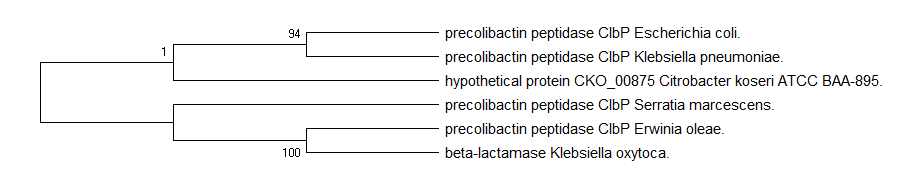 94
precolibactin peptidase ClbP Escherichia coli.
1
precolibactin peptidase ClbP Klebsiella pneumoniae.
hypothetical protein CKO_00875 Citrobacter koseri ATCC BAA-895.
precolibactin peptidase ClbP Serratia marcescens.
precolibactin peptidase ClbP Erwinia oleae.
100
beta-lactamase Klebsiella oxytoca.